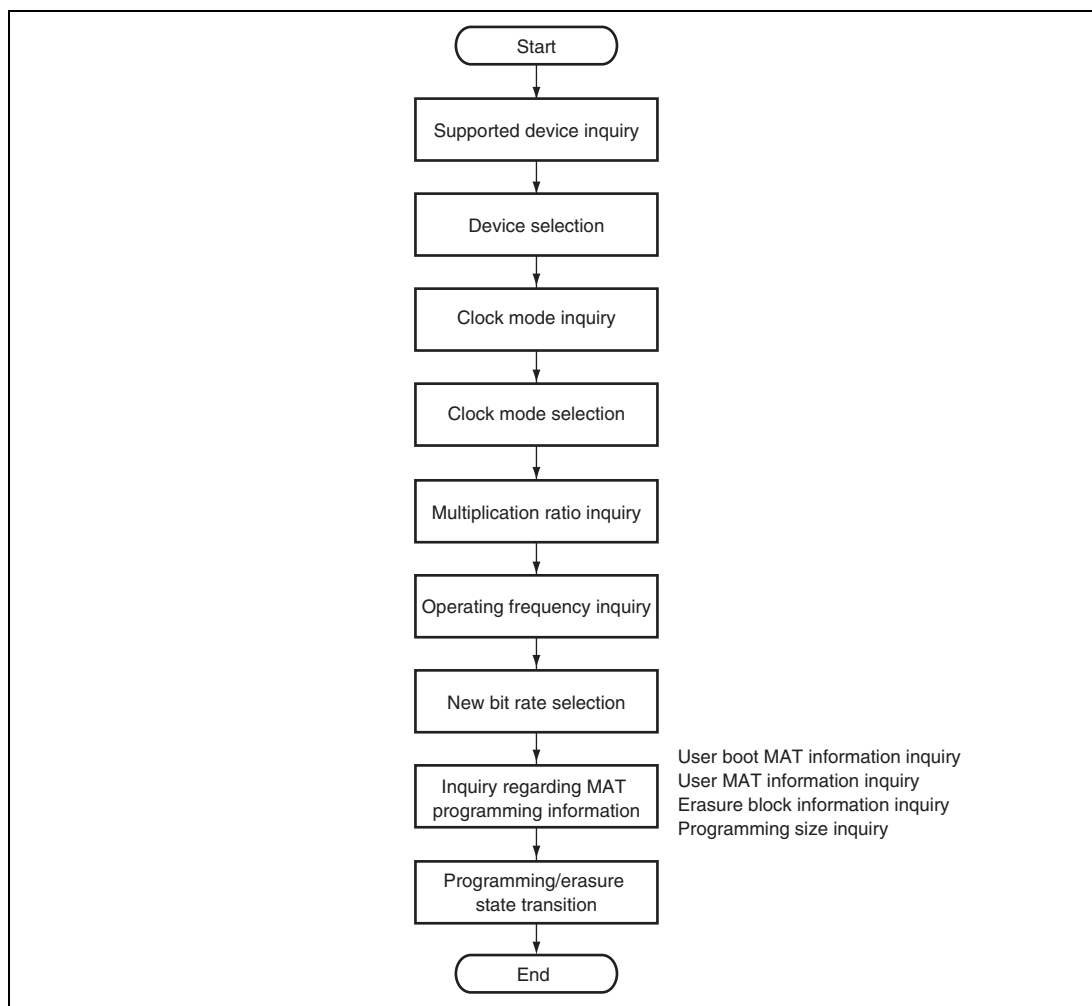 Start
Supported device inquiry
Device selection
Clock mode inquiry
Clock mode selection
Multiplication ratio inquiry
Operating frequency inquiry
New bit rate selection
Inquiry regarding MAT
programming information
User boot MAT information inquiry
User MAT information inquiry
Erasure block information inquiry
Programming size inquiry
Programming/erasure
state transition
End